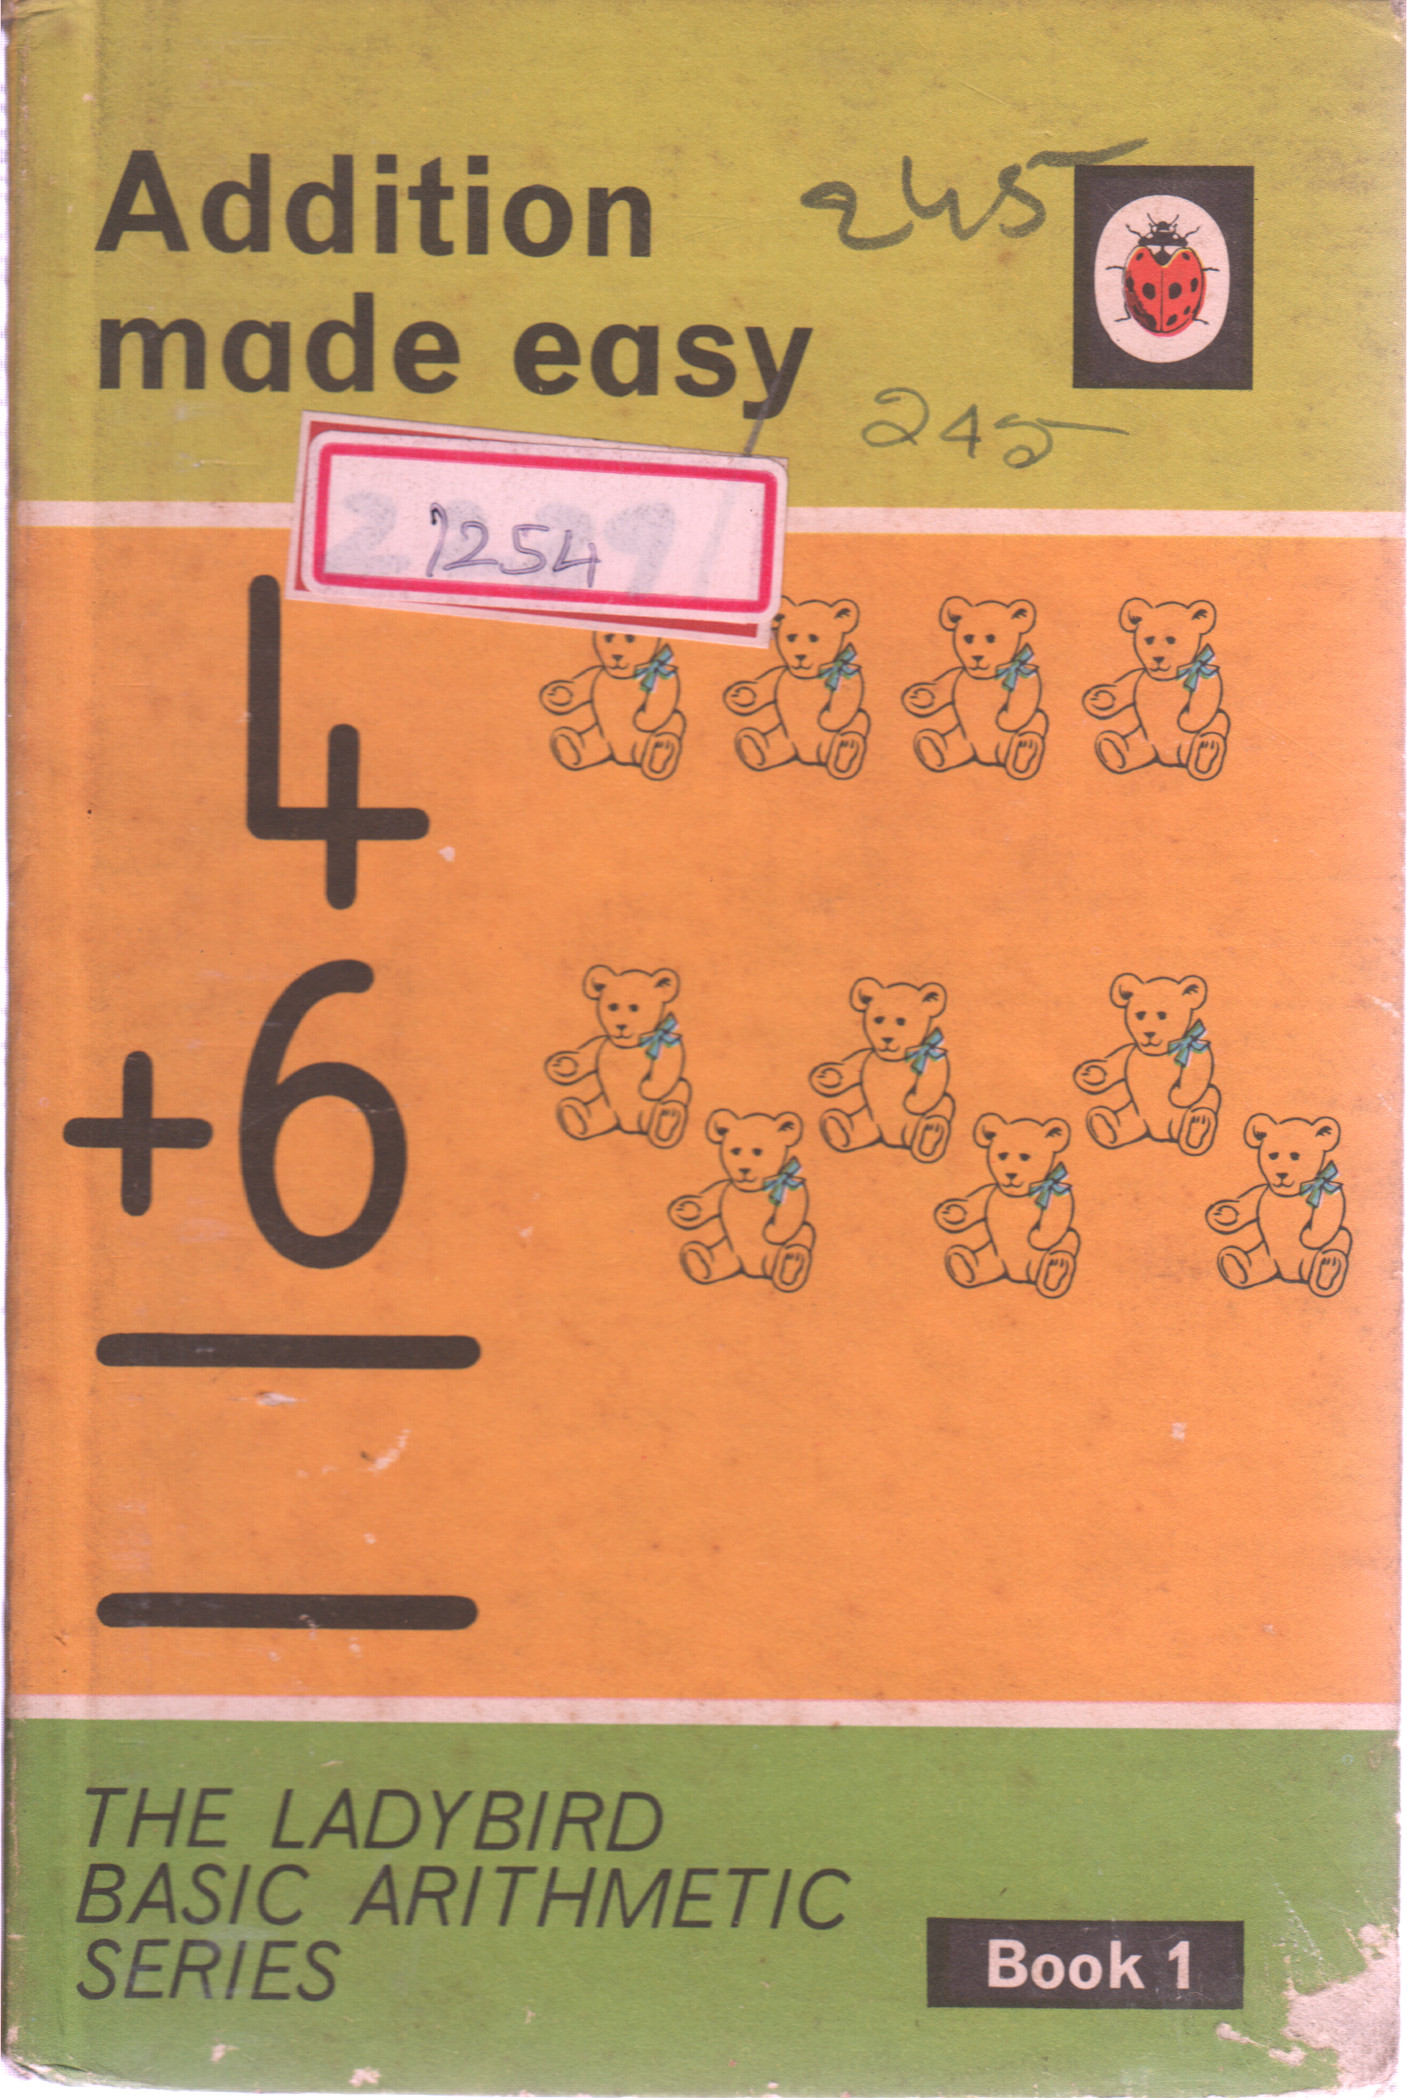 Addition
245
made easy
245
1254
4
+6
THE LADYBIRD
BASIC ARITHMETIC
SERIES
Book 1